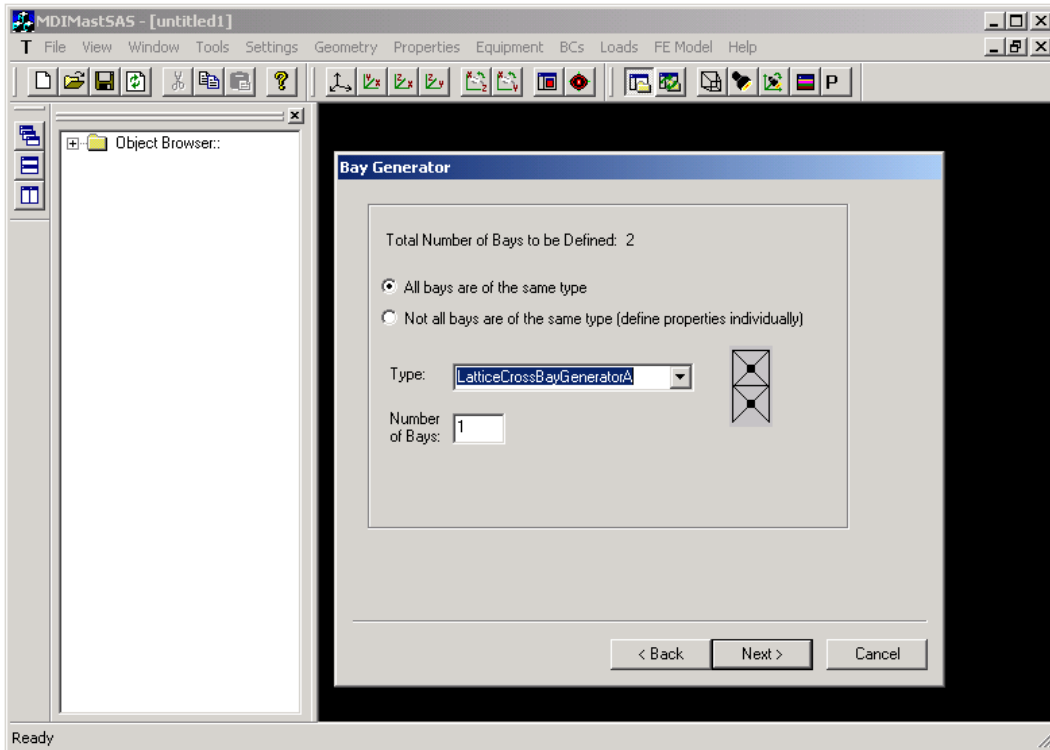 MDIMastSAS - [untitled1]
T File View Window Tools Settings Geometry Properties Equipment BCs Loads FE Model Help
P
Object Browser::
Bay Generator
Total Number of Bays to be Defined: 2
All bays are of the same type
Not all bays are of the same type (define properties individually)
Type: LatticeCrossBayGeneratorA
Number
of Bays: 1
< Back Next > Cancel
Ready